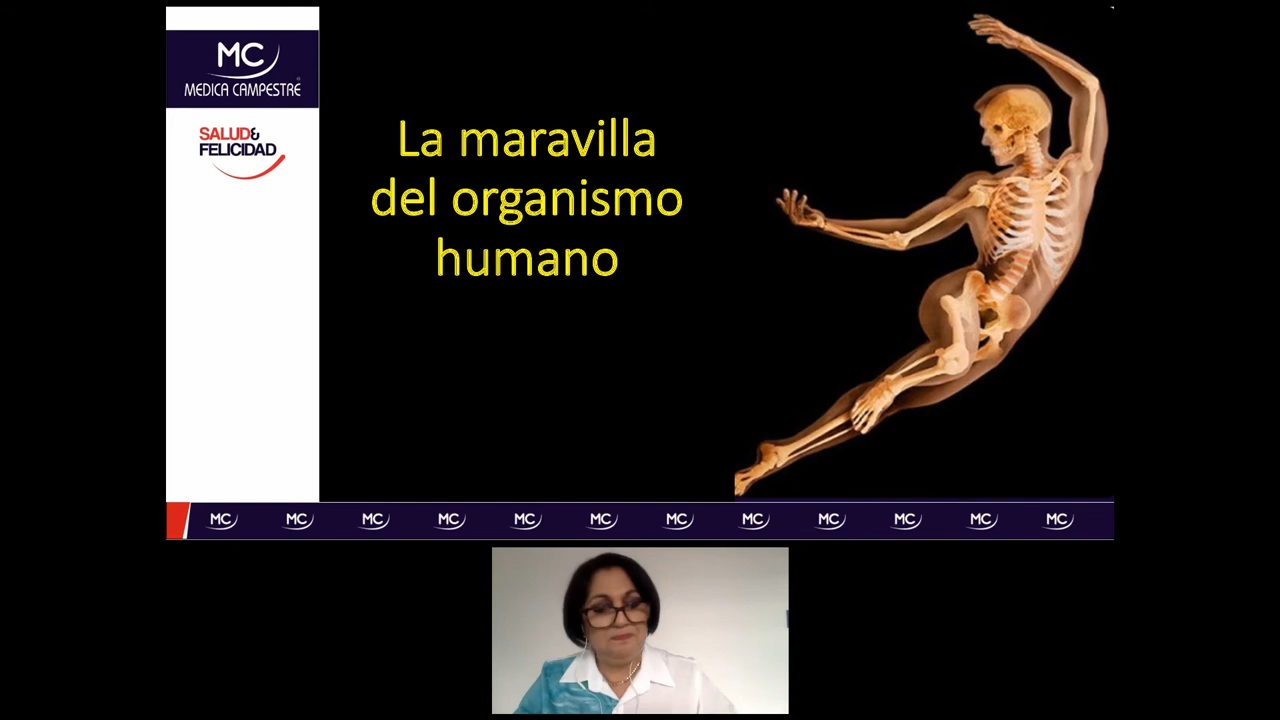 MC
MEDICA CAMPESTRE
SALUD&
FELICIDAD
La maravilla
del organismo
humano
MC MC MC MC MC MC MC MC MC MC MC MC